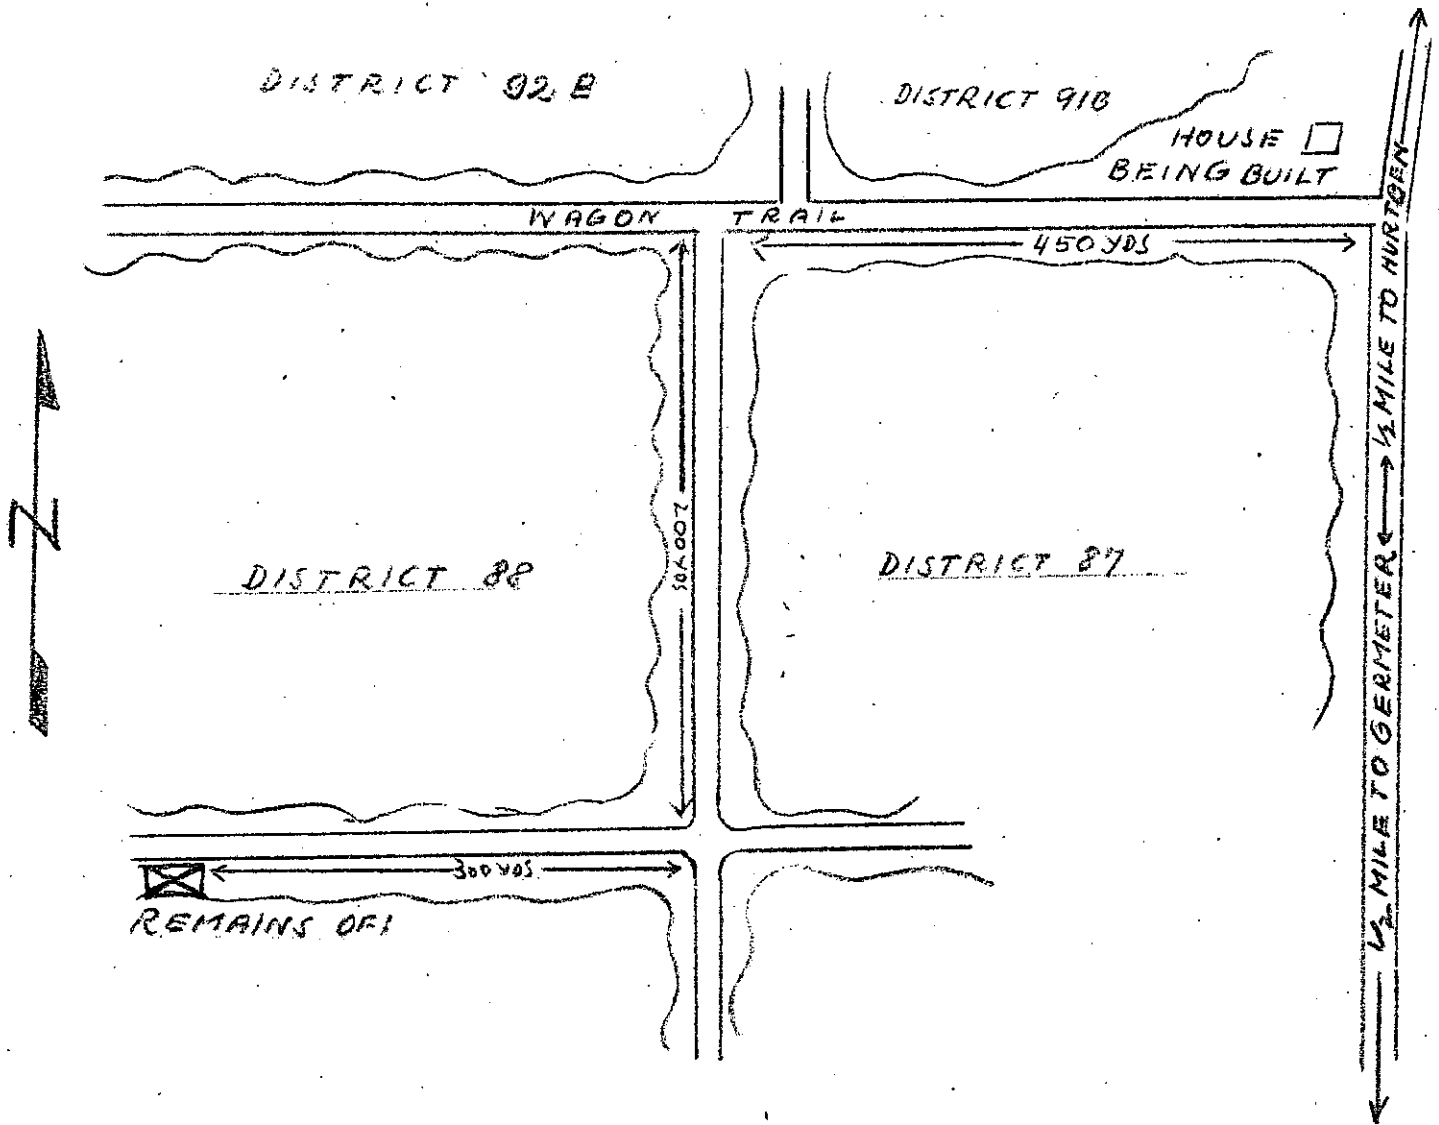 DISTRICT 92 B
DISTRICT 91B
HOUSE
BEING BUILT
WAGON TRAIL
450 YDS
N
200 YDS
DISTRICT 88
DISTRICT 87
½ MILE TO HURTGEN
½ MILE TO GERMETER
300 YDS
REMAINS OF: